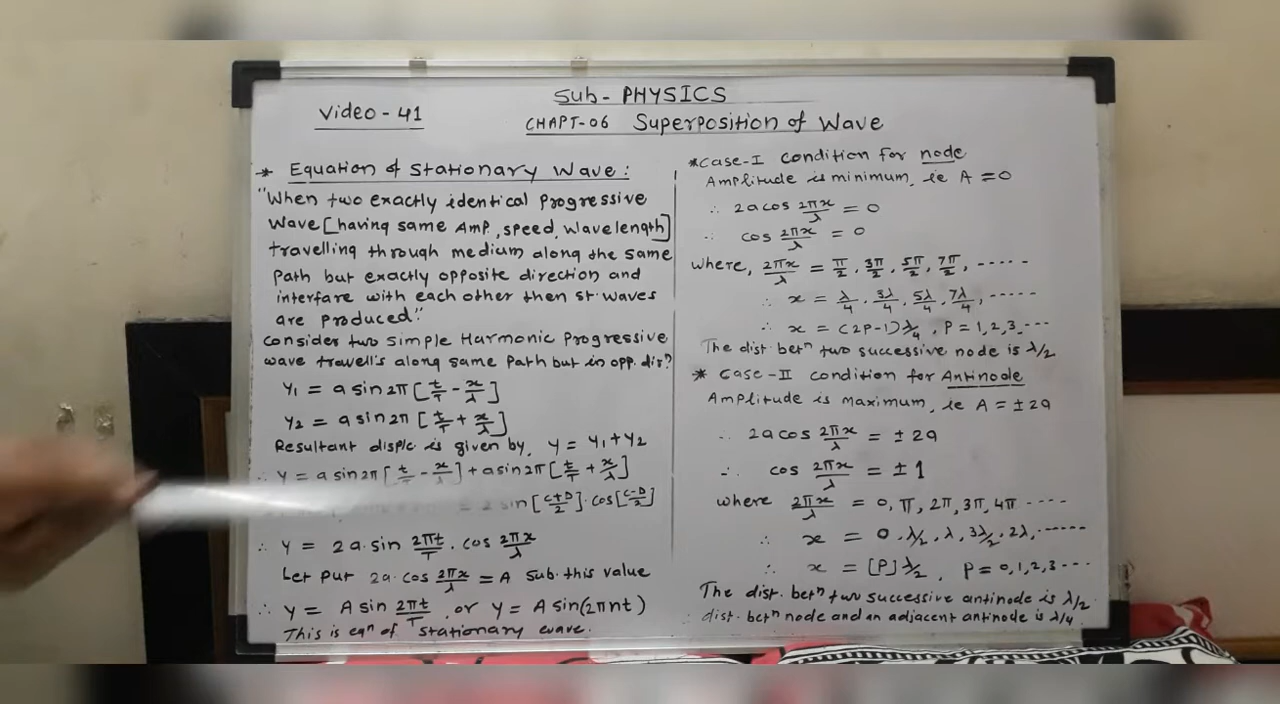 Sub- PHYSICS
Video - 41
CHAPT-06 Superposition of Wave
* Equation of Stationary Wave :
"When two exactly identical Progressive
Wave [having same Amp, speed, wavelength]
travelling through medium along the same
Path but exactly opposite direction and
interfare with each other then st. waves
are Produced."
Consider two Simple Harmonic Progressive
wave travell's along same Path but in opp. dir?
Y₁ = a sin 2π [t/T - x/λ]
Y₂ = a sin 2π [t/T + x/λ]
Resultant displc is given by, Y = Y₁+Y₂
∴ Y = a sin 2π [t/T - x/λ] + a sin 2π [t/T + x/λ]
= 2 sin [C+D/2] · cos [C-D/2]
∴ Y = 2a. sin 2πt/T . cos 2πx/λ
Let Put 2a. cos 2πx/λ = A Sub. this value
∴ Y = A sin 2πt/T or Y = A sin(2πnt)
This is eqⁿ of stationary wave.
*Case-I Condition for node
Amplitude is minimum, ie A = 0
∴ 2a cos 2πx/λ = 0
∴ cos 2πx/λ = 0
where, 2πx/λ = π/2, 3π/2, 5π/2, 7π/2, -----
∴ x = λ/4, 3λ/4, 5λ/4, 7λ/4, -----
∴ x = (2P-1)λ/4, P = 1,2,3,---
The dist. betⁿ two successive node is λ/2
* Case-II Condition for Antinode
Amplitude is Maximum, ie A = ±2a
∴ 2a cos 2πx/λ = ±2a
∴ cos 2πx/λ = ±1
where 2πx/λ = 0, π, 2π, 3π, 4π ----
∴ x = 0, λ/2, λ, 3λ/2, 2λ, -----
∴ x = [P] λ/2, P = 0,1,2,3---
The dist. betⁿ two successive antinode is λ/2.
dist. betⁿ node and an adjacent antinode is λ/4.